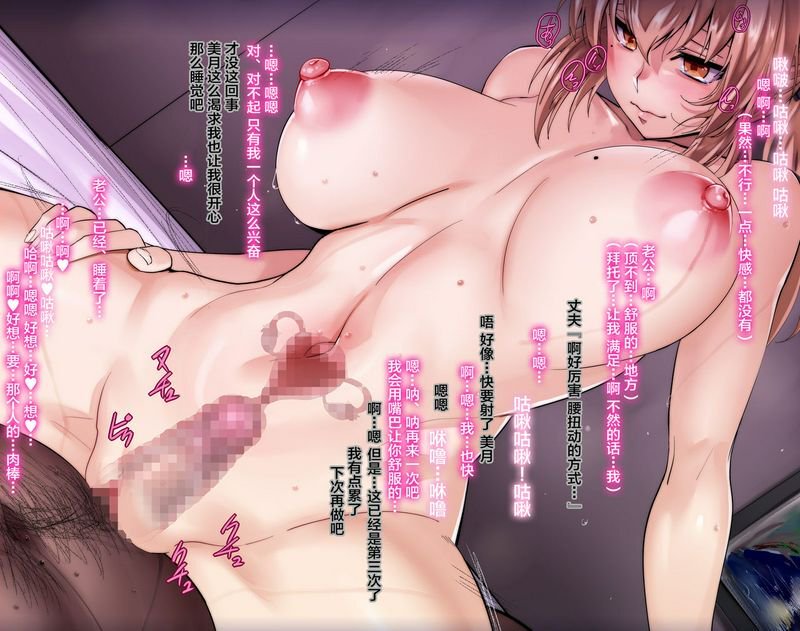 啾啵…咕啾 咕啾
嗯 啊…啊
(果然…不行…一点…快感…都没有)
老公…啊
(顶不到…舒服的…地方)
(拜托了…让我 满足…啊 不然的话…我)
丈夫「啊好厉害 腰扭动的方式…」
嗯…嗯…
咕啾咕啾…咕啾
唔 好像…快要射了 美月
啊…嗯…我…也快
嗯嗯
咻噜…咻噜
嗯…呐、呐再来一次吧
我会用嘴巴让你舒服的…
啊…嗯 但是…这已经是第三次了
我有点累了
下次再做吧
…嗯…嗯嗯
对、对不起 只有我一个人这么兴奋
才没这回事
美月这么渴求我也让我很开心
那么睡觉吧
…嗯
老公…已经、睡着了…
…啊…啊♥
咕啾咕啾♥咕啾…
哈啊…嗯嗯 好想…好♥想…♥
啊啊♥好想…要…那个人的…肉棒…